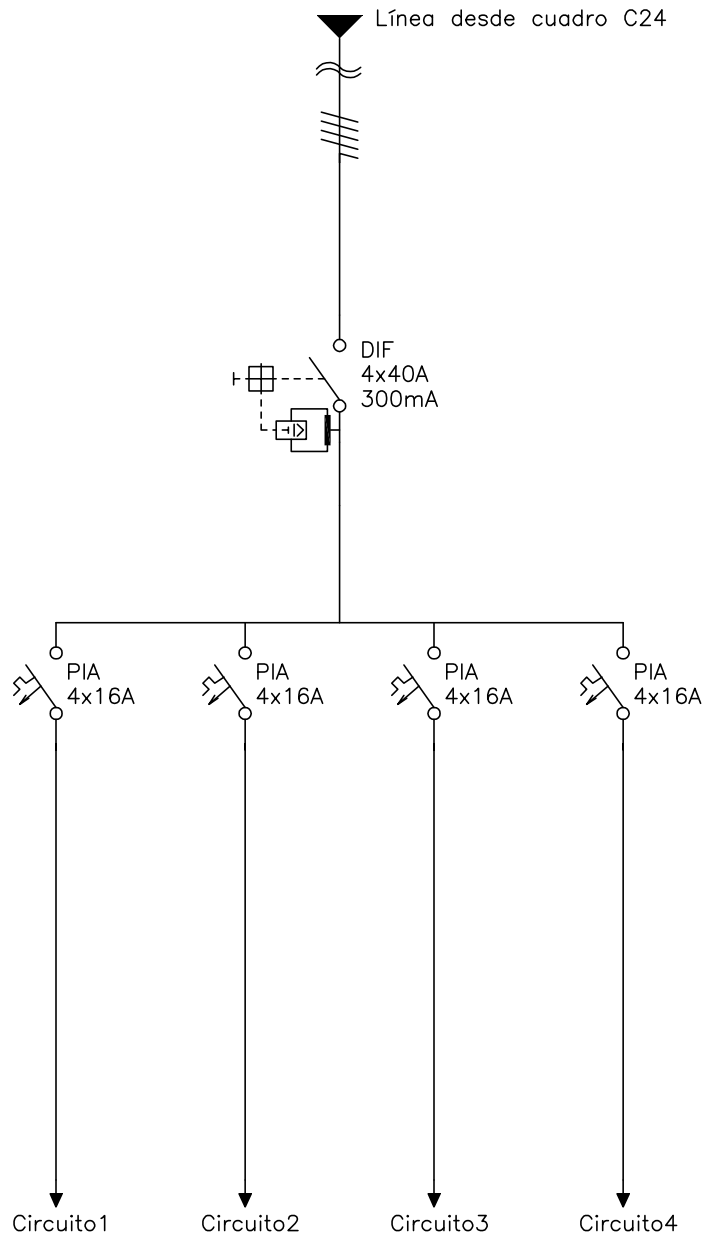 Línea desde cuadro C24
DIF
4x40A
300mA
PIA
4x16A
PIA
4x16A
PIA
4x16A
PIA
4x16A
Circuito1
Circuito2
Circuito3
Circuito4